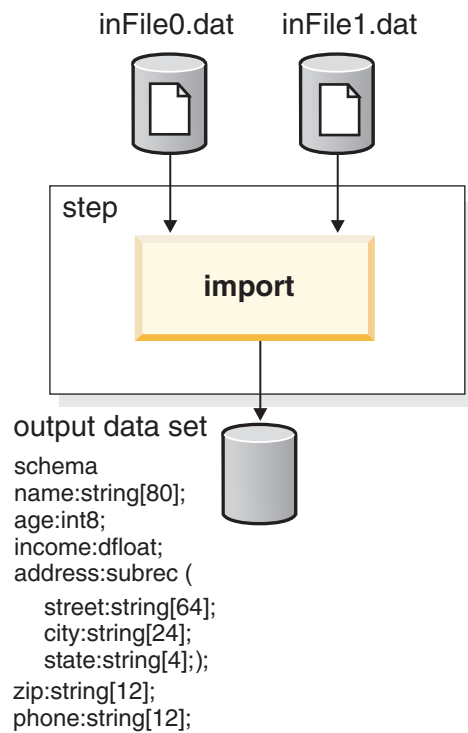 inFile0.dat inFile1.dat
step
import
output data set
schema
name:string[80];
age:int8;
income:dfloat;
address:subrec (
street:string[64];
city:string[24];
state:string[4];);
zip:string[12];
phone:string[12];